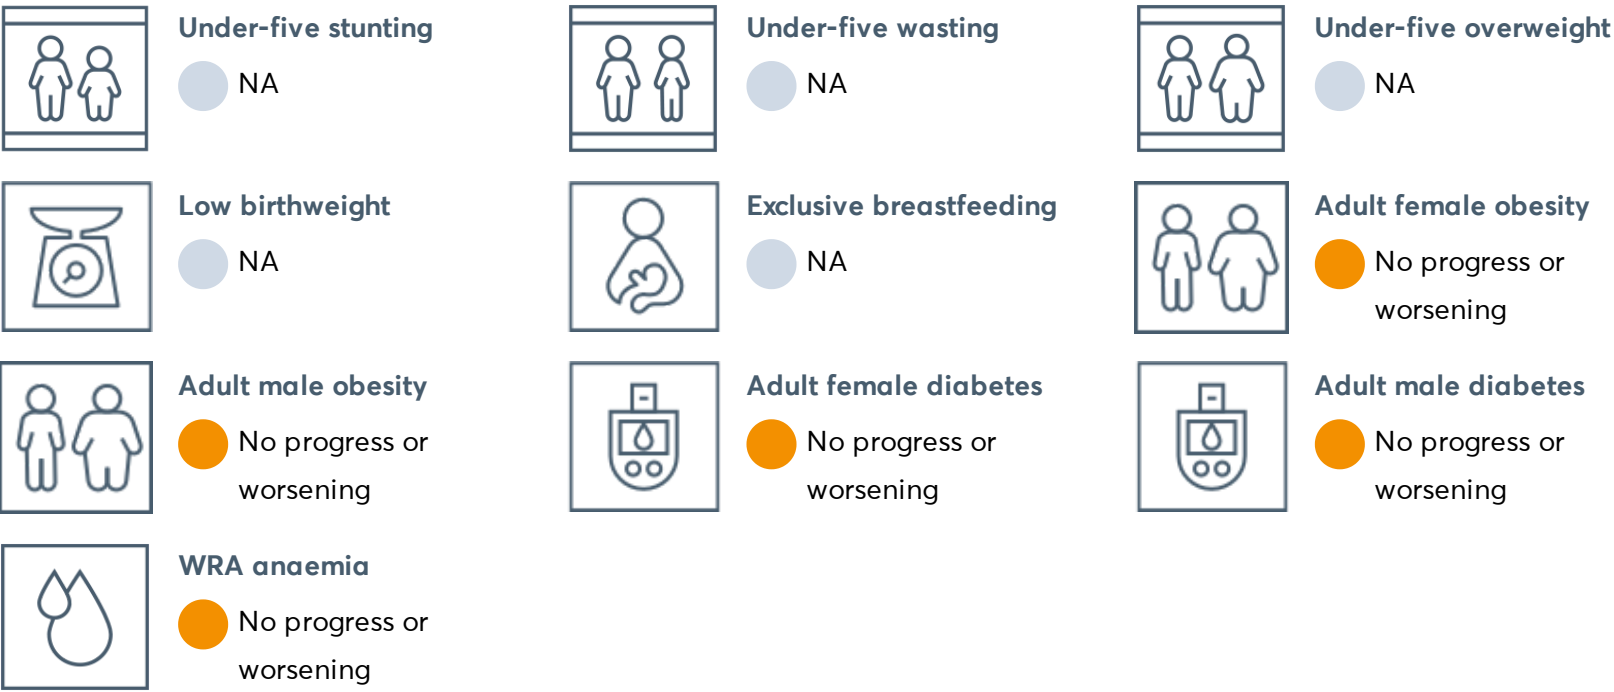 Under-five stunting
NA
Under-five wasting
NA
Under-five overweight
NA
Low birthweight
NA
Exclusive breastfeeding
NA
Adult female obesity
No progress or
worsening
Adult male obesity
No progress or
worsening
Adult female diabetes
No progress or
worsening
Adult male diabetes
No progress or
worsening
WRA anaemia
No progress or
worsening